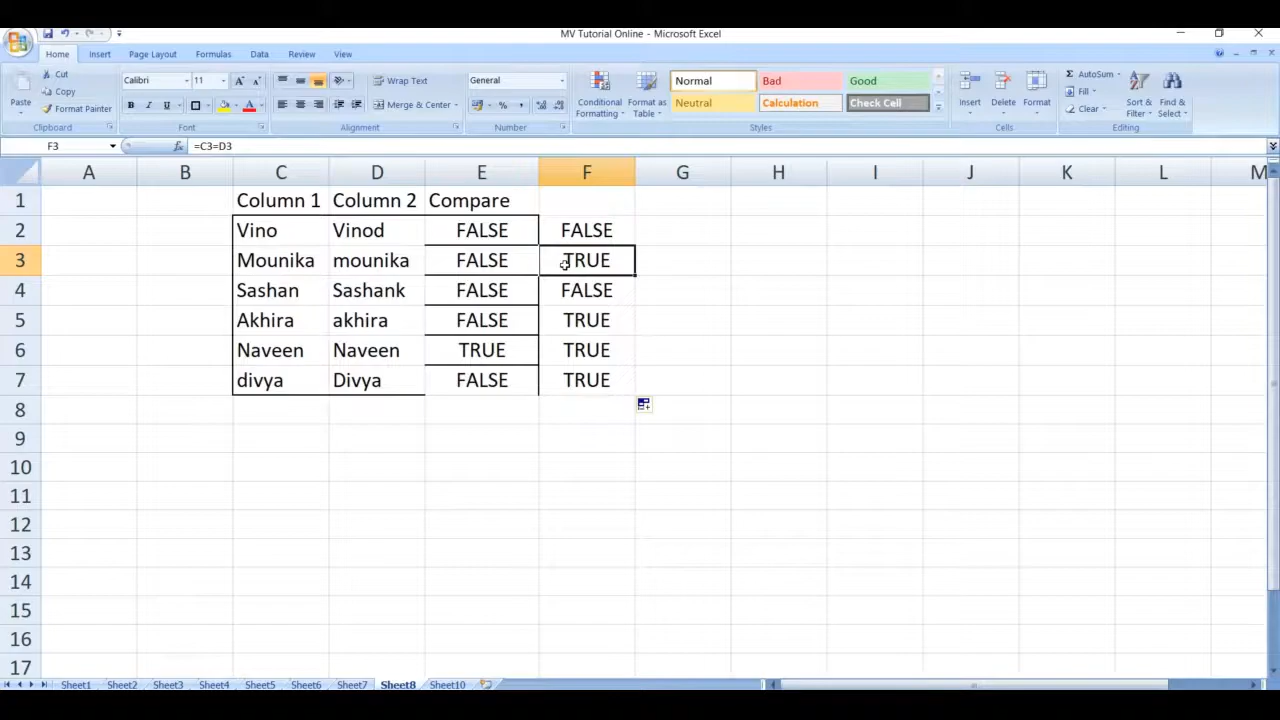 MV Tutorial Online - Microsoft Excel
Home Insert Page Layout Formulas Data Review View
Paste
Cut
Copy
Format Painter
Clipboard
Calibri 11
Font
Wrap Text
Merge & Center
Alignment
General
Number
Conditional Formatting
Format as Table
Normal Bad Good
Neutral Calculation Check Cell
Styles
Insert Delete Format
Cells
AutoSum
Fill
Clear
Sort & Filter
Find & Select
Editing
F3 fx =C3=D3
A B C D E F G H I J K L M
1 Column 1 Column 2 Compare
2 Vino Vinod FALSE FALSE
3 Mounika mounika FALSE TRUE
4 Sashan Sashank FALSE FALSE
5 Akhira akhira FALSE TRUE
6 Naveen Naveen TRUE TRUE
7 divya Divya FALSE TRUE
8
9
10
11
12
13
14
15
16
17
Sheet1 Sheet2 Sheet3 Sheet4 Sheet5 Sheet6 Sheet7 Sheet8 Sheet10